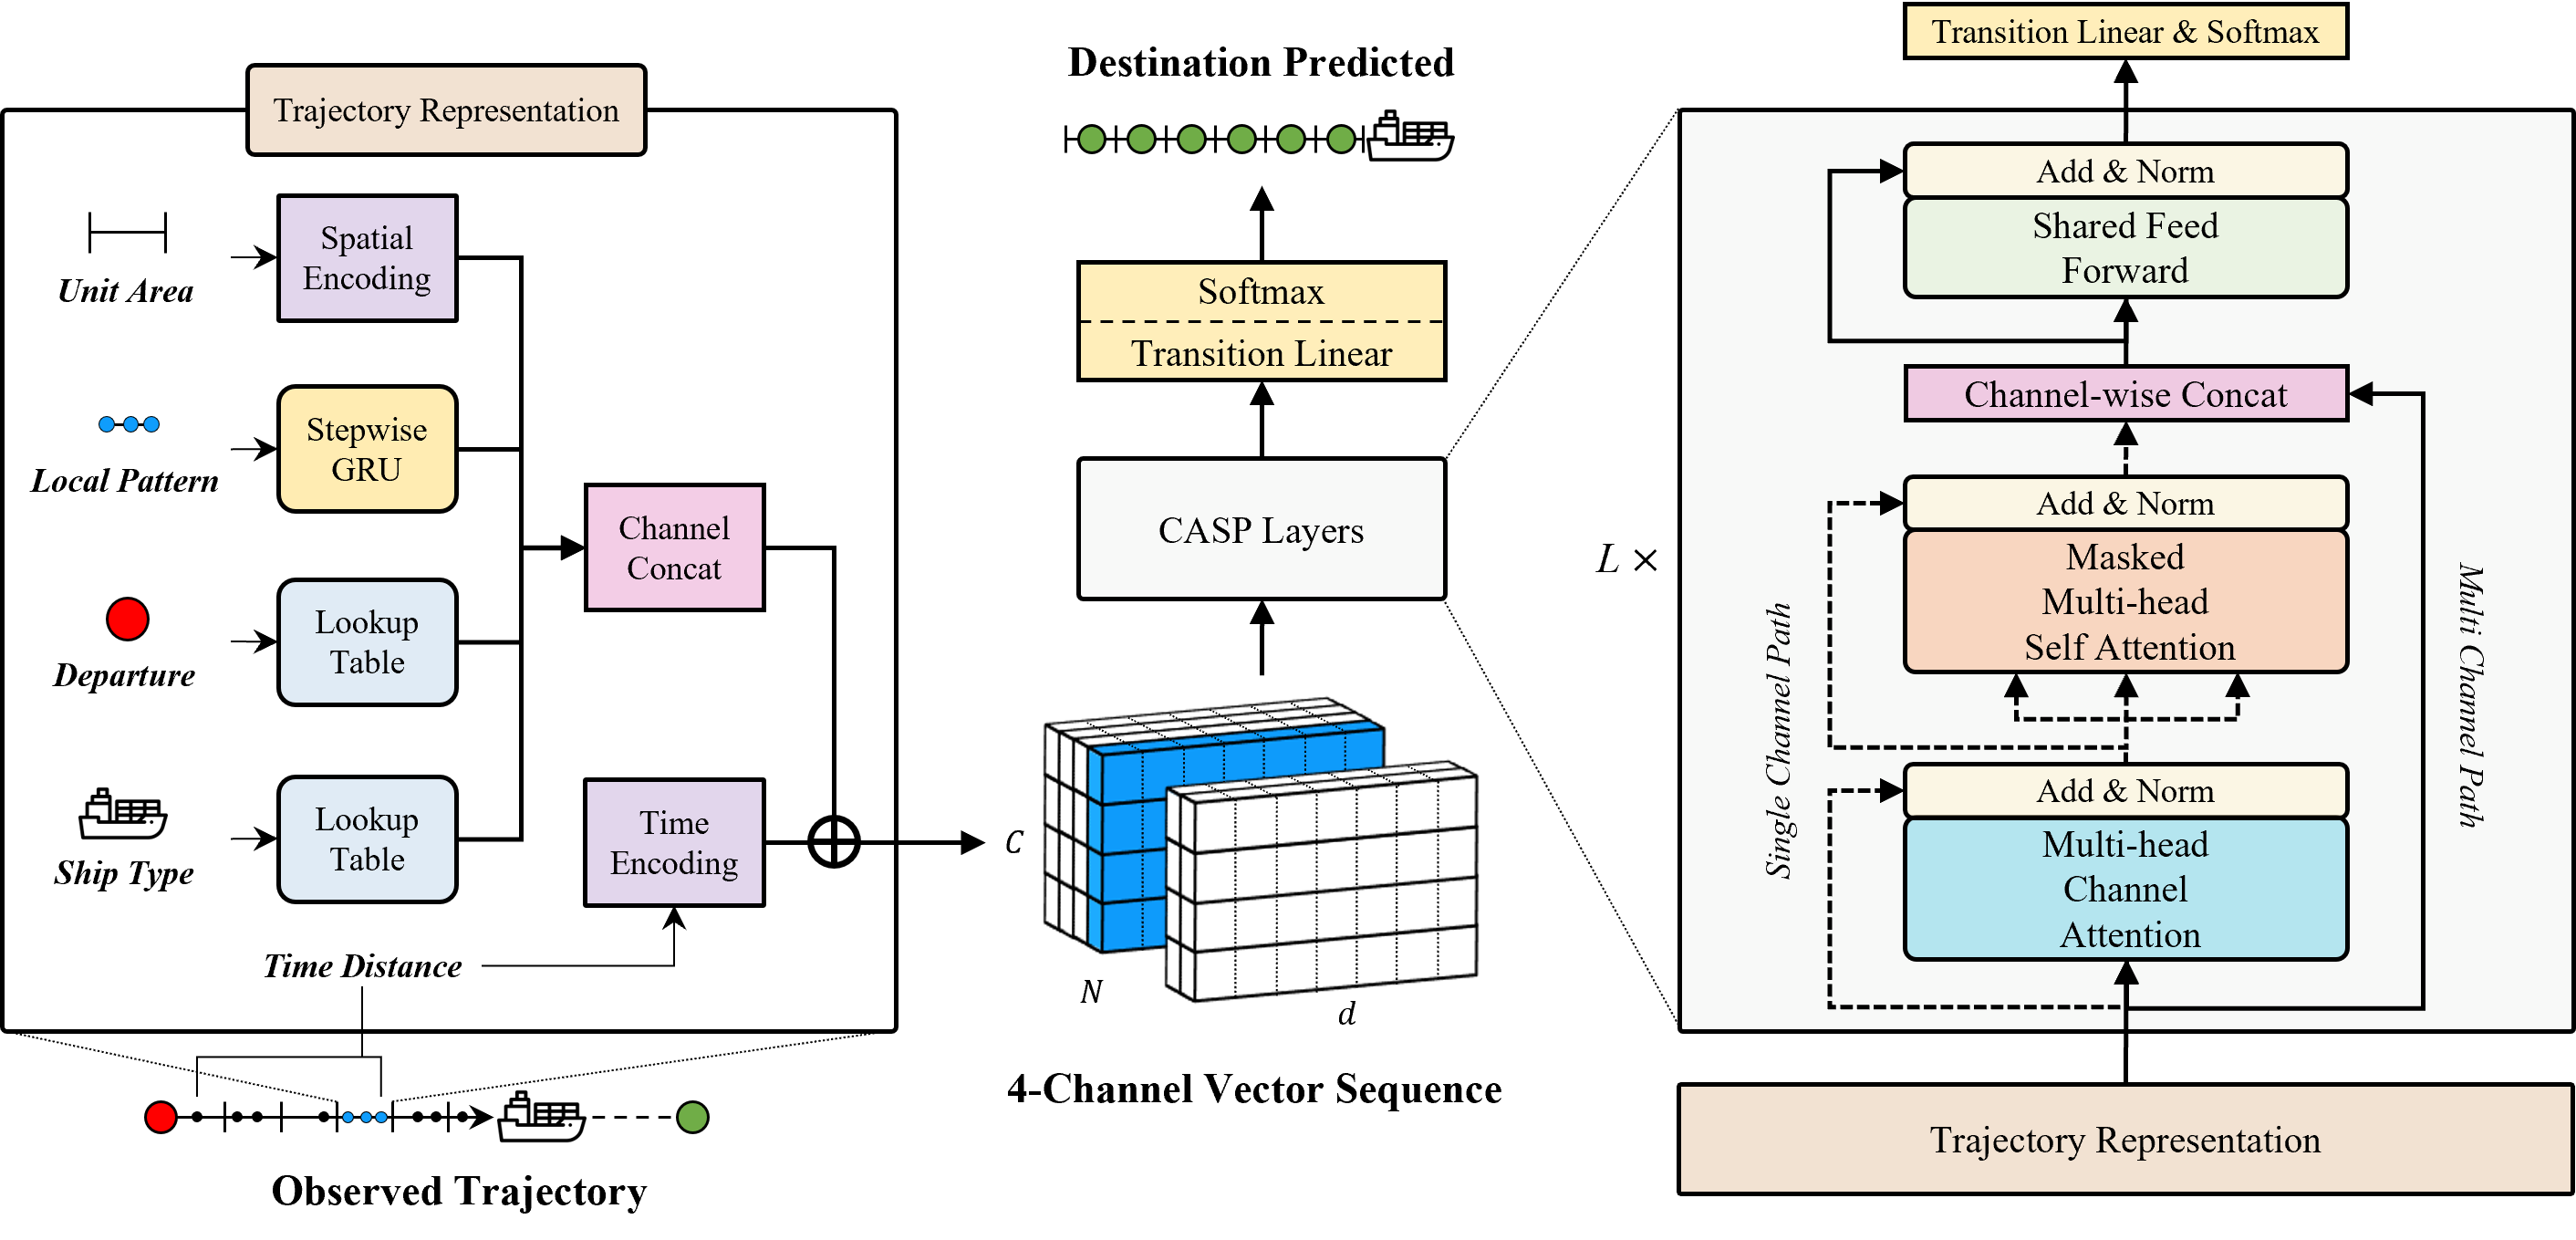 Trajectory Representation
Unit Area
Spatial
Encoding
Local Pattern
Stepwise
GRU
Departure
Lookup
Table
Ship Type
Lookup
Table
Channel
Concat
Time
Encoding
Time Distance
Observed Trajectory
Destination Predicted
Softmax
Transition Linear
CASP Layers
C
N
d
4-Channel Vector Sequence
Transition Linear & Softmax
Add & Norm
Shared Feed
Forward
Channel-wise Concat
Add & Norm
Masked
Multi-head
Self Attention
L ×
Single Channel Path
Multi Channel Path
Add & Norm
Multi-head
Channel
Attention
Trajectory Representation